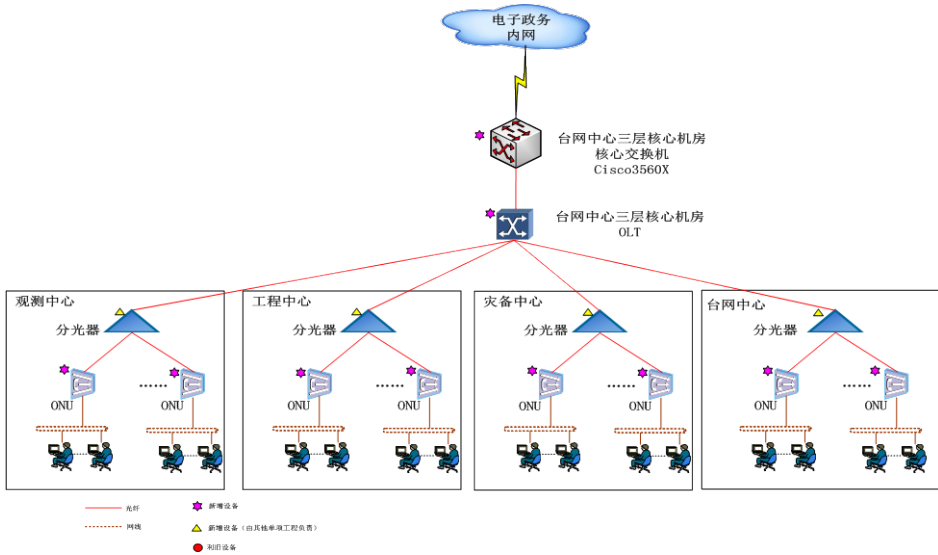 电子政务
内网
台网中心三层核心机房
核心交换机
Cisco3560X
台网中心三层核心机房
OLT
观测中心
分光器
……
ONU
ONU
工程中心
分光器
……
ONU
ONU
灾备中心
分光器
……
ONU
ONU
台网中心
分光器
……
ONU
ONU
光纤
新增设备
网线
新增设备（由其他单项工程负责）
利旧设备